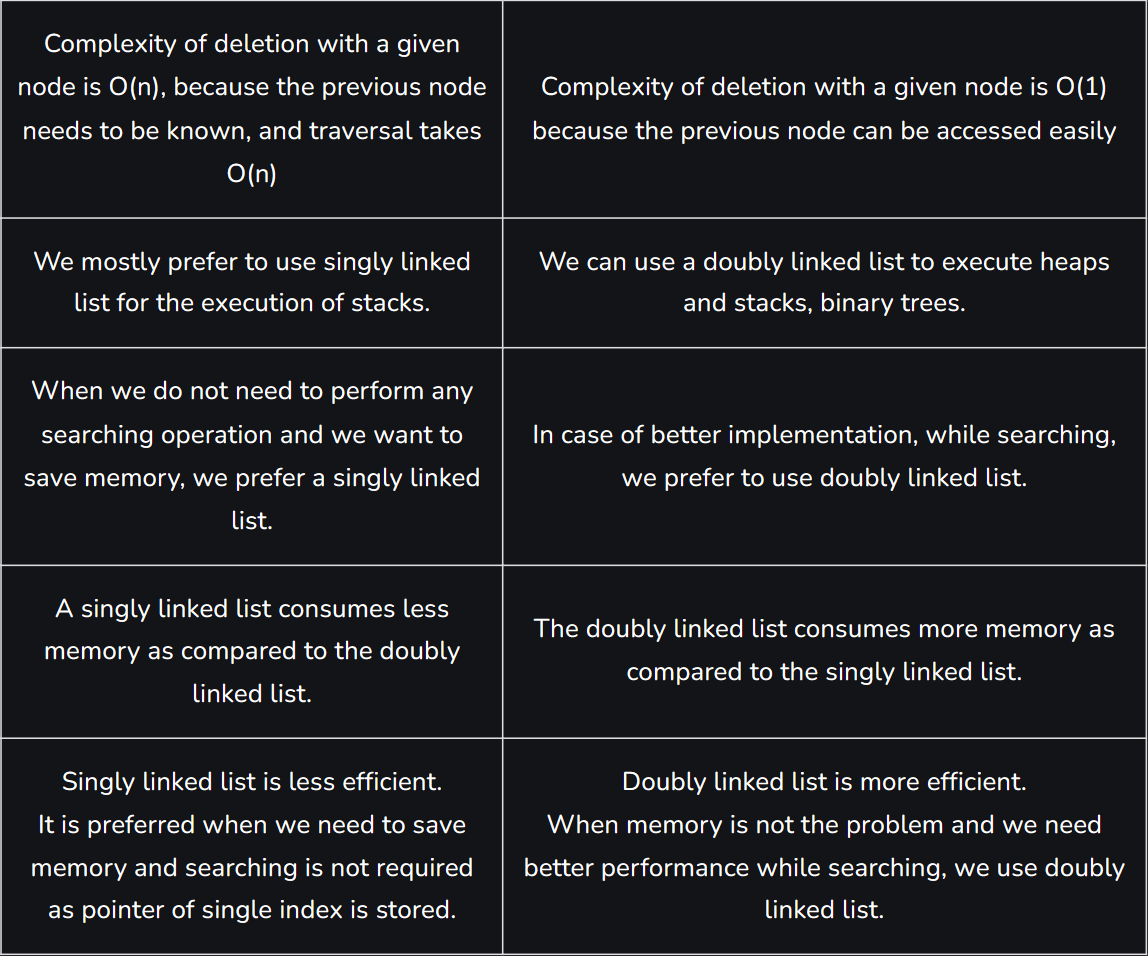 Complexity of deletion with a given
node is O(n), because the previous node
needs to be known, and traversal takes
O(n)
Complexity of deletion with a given node is O(1)
because the previous node can be accessed easily
We mostly prefer to use singly linked
list for the execution of stacks.
We can use a doubly linked list to execute heaps
and stacks, binary trees.
When we do not need to perform any
searching operation and we want to
save memory, we prefer a singly linked
list.
In case of better implementation, while searching,
we prefer to use doubly linked list.
A singly linked list consumes less
memory as compared to the doubly
linked list.
The doubly linked list consumes more memory as
compared to the singly linked list.
Singly linked list is less efficient.
It is preferred when we need to save
memory and searching is not required
as pointer of single index is stored.
Doubly linked list is more efficient.
When memory is not the problem and we need
better performance while searching, we use doubly
linked list.